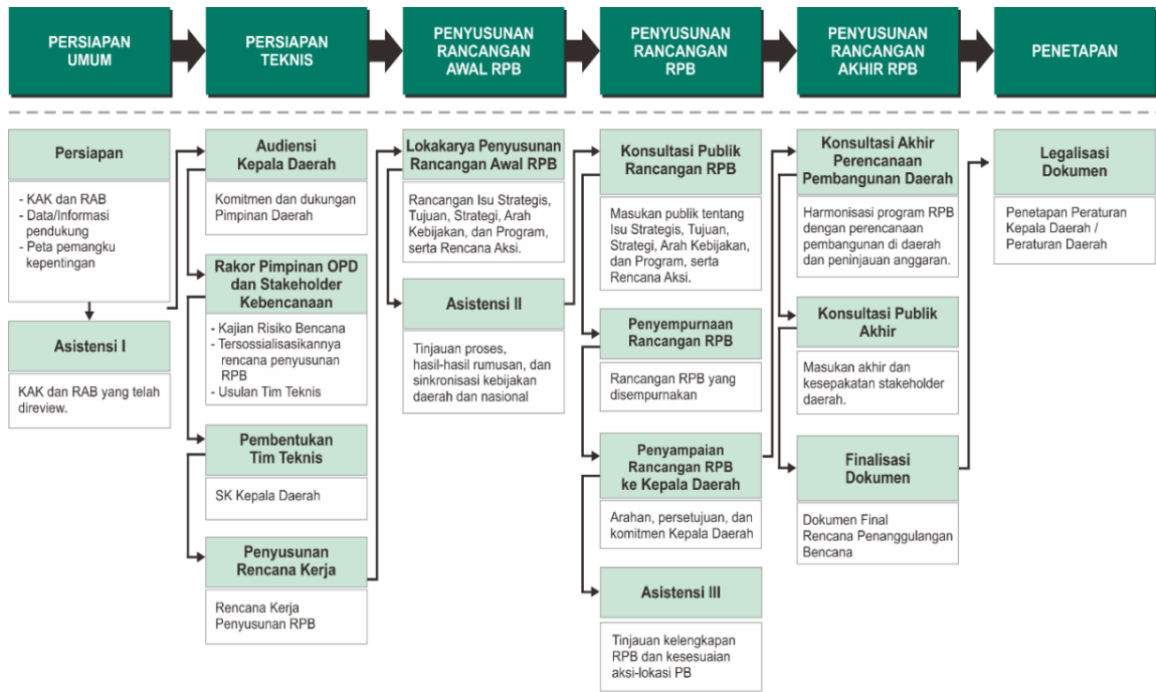 PERSIAPAN
UMUM
PERSIAPAN
TEKNIS
PENYUSUNAN
RANCANGAN
AWAL RPB
PENYUSUNAN
RANCANGAN
RPB
PENYUSUNAN
RANCANGAN
AKHIR RPB
PENETAPAN
Persiapan
- KAK dan RAB
- Data/Informasi
pendukung
- Peta pemangku
kepentingan
Asistensi I
KAK dan RAB yang telah
direview.
Audiensi
Kepala Daerah
Komitmen dan dukungan
Pimpinan Daerah
Rakor Pimpinan OPD
dan Stakeholder
Kebencanaan
- Kajian Risiko Bencana
- Tersossialisasikannya
rencana penyusunan
RPB
- Usulan Tim Teknis
Pembentukan
Tim Teknis
SK Kepala Daerah
Penyusunan
Rencana Kerja
Rencana Kerja
Penyusunan RPB
Lokakarya Penyusunan
Rancangan Awal RPB
Rancangan Isu Strategis,
Tujuan, Strategi, Arah
Kebijakan, dan Program,
serta Rencana Aksi.
Asistensi II
Tinjauan proses,
hasil-hasil rumusan, dan
sinkronisasi kebijakan
daerah dan nasional
Konsultasi Publik
Rancangan RPB
Masukan publik tentang
Isu Strategis, Tujuan,
Strategi, Arah Kebijakan,
dan Program, serta
Rencana Aksi.
Penyempurnaan
Rancangan RPB
Rancangan RPB yang
disempurnakan
Penyampaian
Rancangan RPB
ke Kepala Daerah
Arahan, persetujuan, dan
komitmen Kepala Daerah
Asistensi III
Tinjauan kelengkapan
RPB dan kesesuaian
aksi-lokasi PB
Konsultasi Akhir
Perencanaan
Pembangunan Daerah
Harmonisasi program RPB
dengan perencanaan
pembangunan di daerah
dan peninjauan anggaran.
Konsultasi Publik
Akhir
Masukan akhir dan
kesepakatan stakeholder
daerah.
Finalisasi
Dokumen
Dokumen Final
Rencana Penanggulangan
Bencana
Legalisasi
Dokumen
Penetapan Peraturan
Kepala Daerah /
Peraturan Daerah